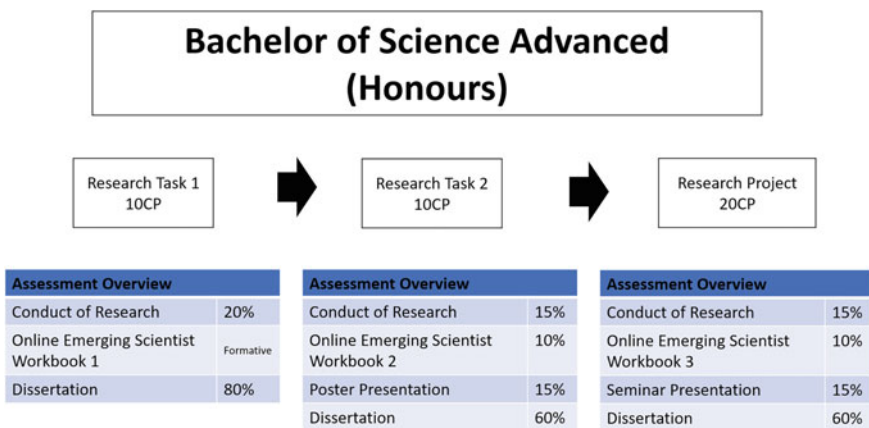 Bachelor of Science Advanced
(Honours)
Research Task 1
10CP
Research Task 2
10CP
Research Project
20CP
Assessment Overview
Conduct of Research 20%
Online Emerging Scientist
Workbook 1 Formative
Dissertation 80%
Assessment Overview
Conduct of Research 15%
Online Emerging Scientist 10%
Workbook 2
Poster Presentation 15%
Dissertation 60%
Assessment Overview
Conduct of Research 15%
Online Emerging Scientist 10%
Workbook 3
Seminar Presentation 15%
Dissertation 60%